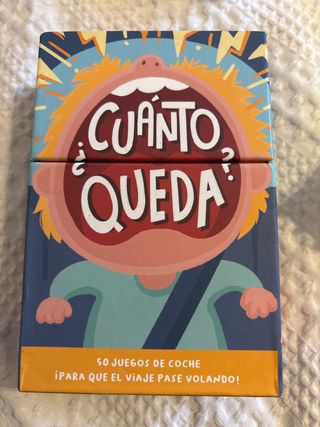 ¿CUÁNTO
QUEDA?
50 JUEGOS DE COCHE
¡PARA QUE EL VIAJE PASE VOLANDO!